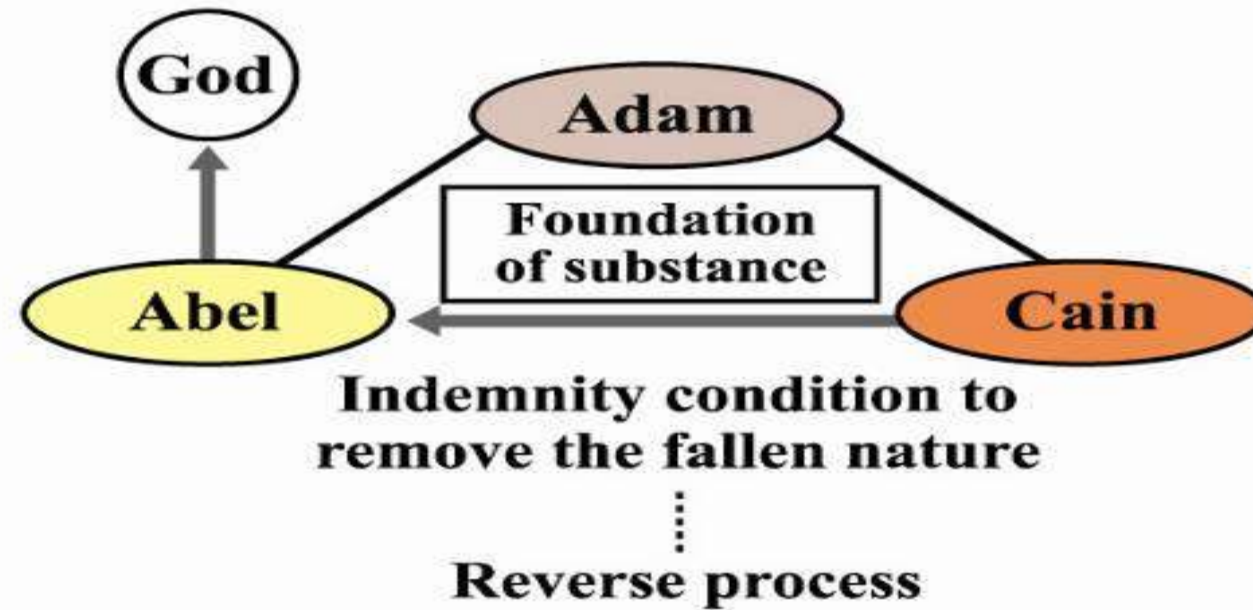 God
Adam
Foundation
of substance
Abel
Cain
Indemnity condition to
remove the fallen nature
Reverse process